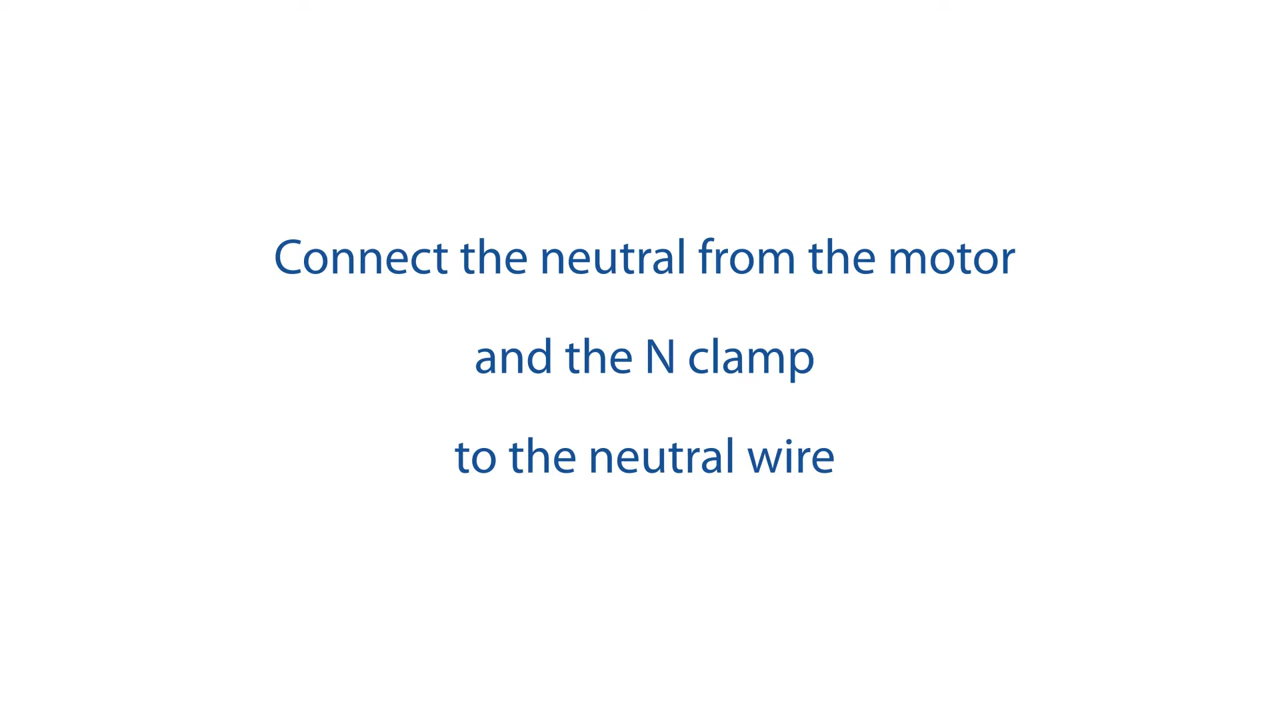 Connect the neutral from the motor
and the N clamp
to the neutral wire